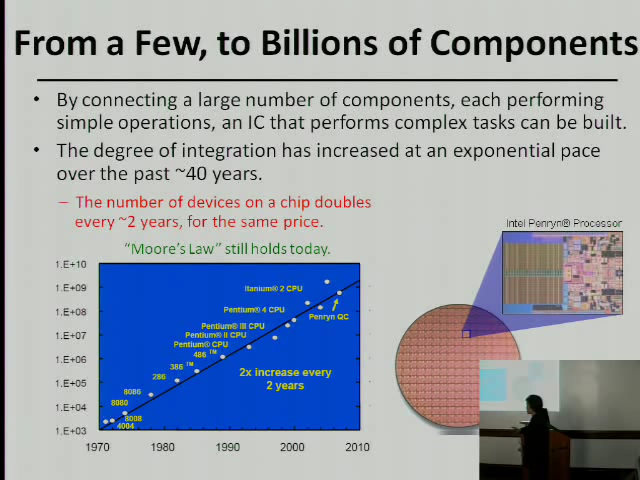 From a Few, to Billions of Components
• By connecting a large number of components, each performing
simple operations, an IC that performs complex tasks can be built.
• The degree of integration has increased at an exponential pace
over the past ~40 years.
– The number of devices on a chip doubles
every ~2 years, for the same price.
"Moore's Law" still holds today.
Intel Penryn® Processor
1.E+10
1.E+09
1.E+08
1.E+07
1.E+06
1.E+05
1.E+04
1.E+03
Itanium® 2 CPU
Pentium® 4 CPU
Penryn QC
Pentium® III CPU
Pentium® II CPU
Pentium® CPU
486 TM
386 TM
286
8086
8080
8008
4004
2x increase every
2 years
1970
1980
1990
2000
2010